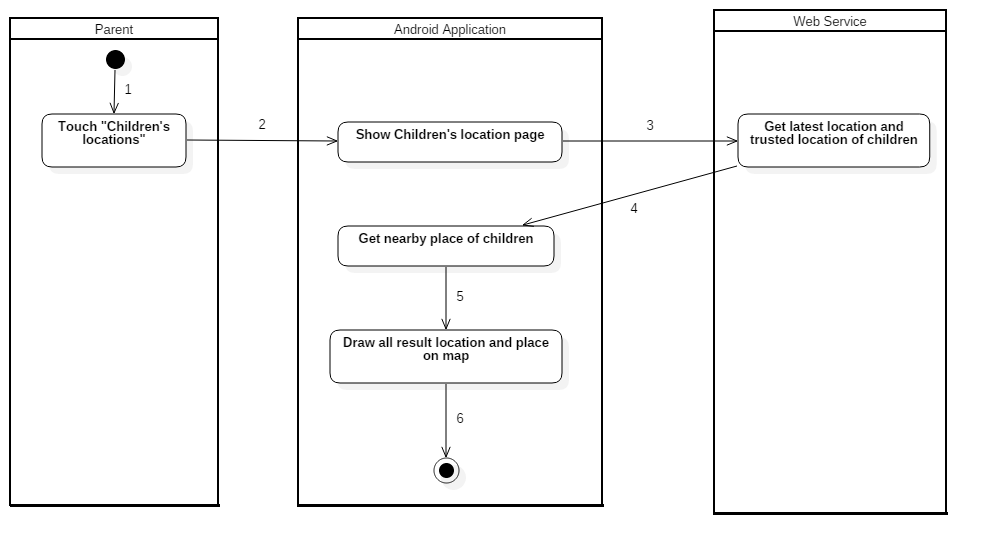 Parent
Android Application
Web Service
1
Touch "Children's
locations"
2
Show Children's location page
3
Get latest location and
trusted location of children
4
Get nearby place of children
5
Draw all result location and place
on map
6